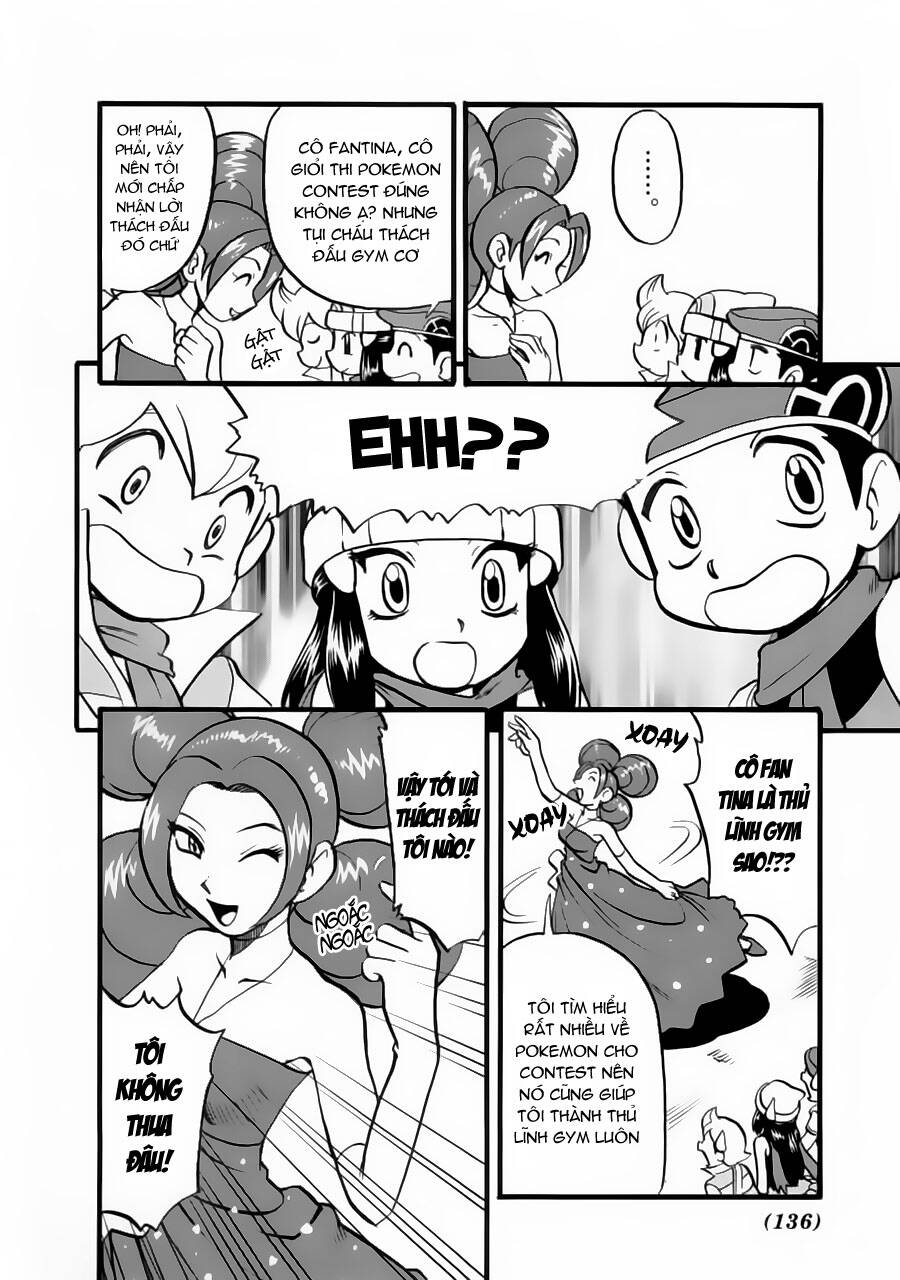 .......
CÔ FANTINA, CÔ
GIỎI THI POKEMON
CONTEST ĐÚNG
KHÔNG Ạ? NHƯNG
TỤI CHÁU THÁCH
ĐẤU GYM CƠ
OH! PHẢI,
PHẢI, VẬY
NÊN TÔI
MỚI CHẤP
NHẬN LỜI
THÁCH ĐẤU
ĐÓ CHỨ
GẬT
GẬT
EHH??
CÔ FAN
TINA LÀ THỦ
LĨNH GYM
SAO!??
XOAY
XOAY
TÔI TÌM HIỂU
RẤT NHIỀU VỀ
POKEMON CHO
CONTEST NÊN
NÓ CŨNG GIÚP
TÔI THÀNH THỦ
LĨNH GYM LUÔN
VẬY TỚI VÀ
THÁCH ĐẤU
TÔI NÀO!
NGOẮC
NGOẮC
TÔI
KHÔNG
THUA
ĐÂU!
(136)